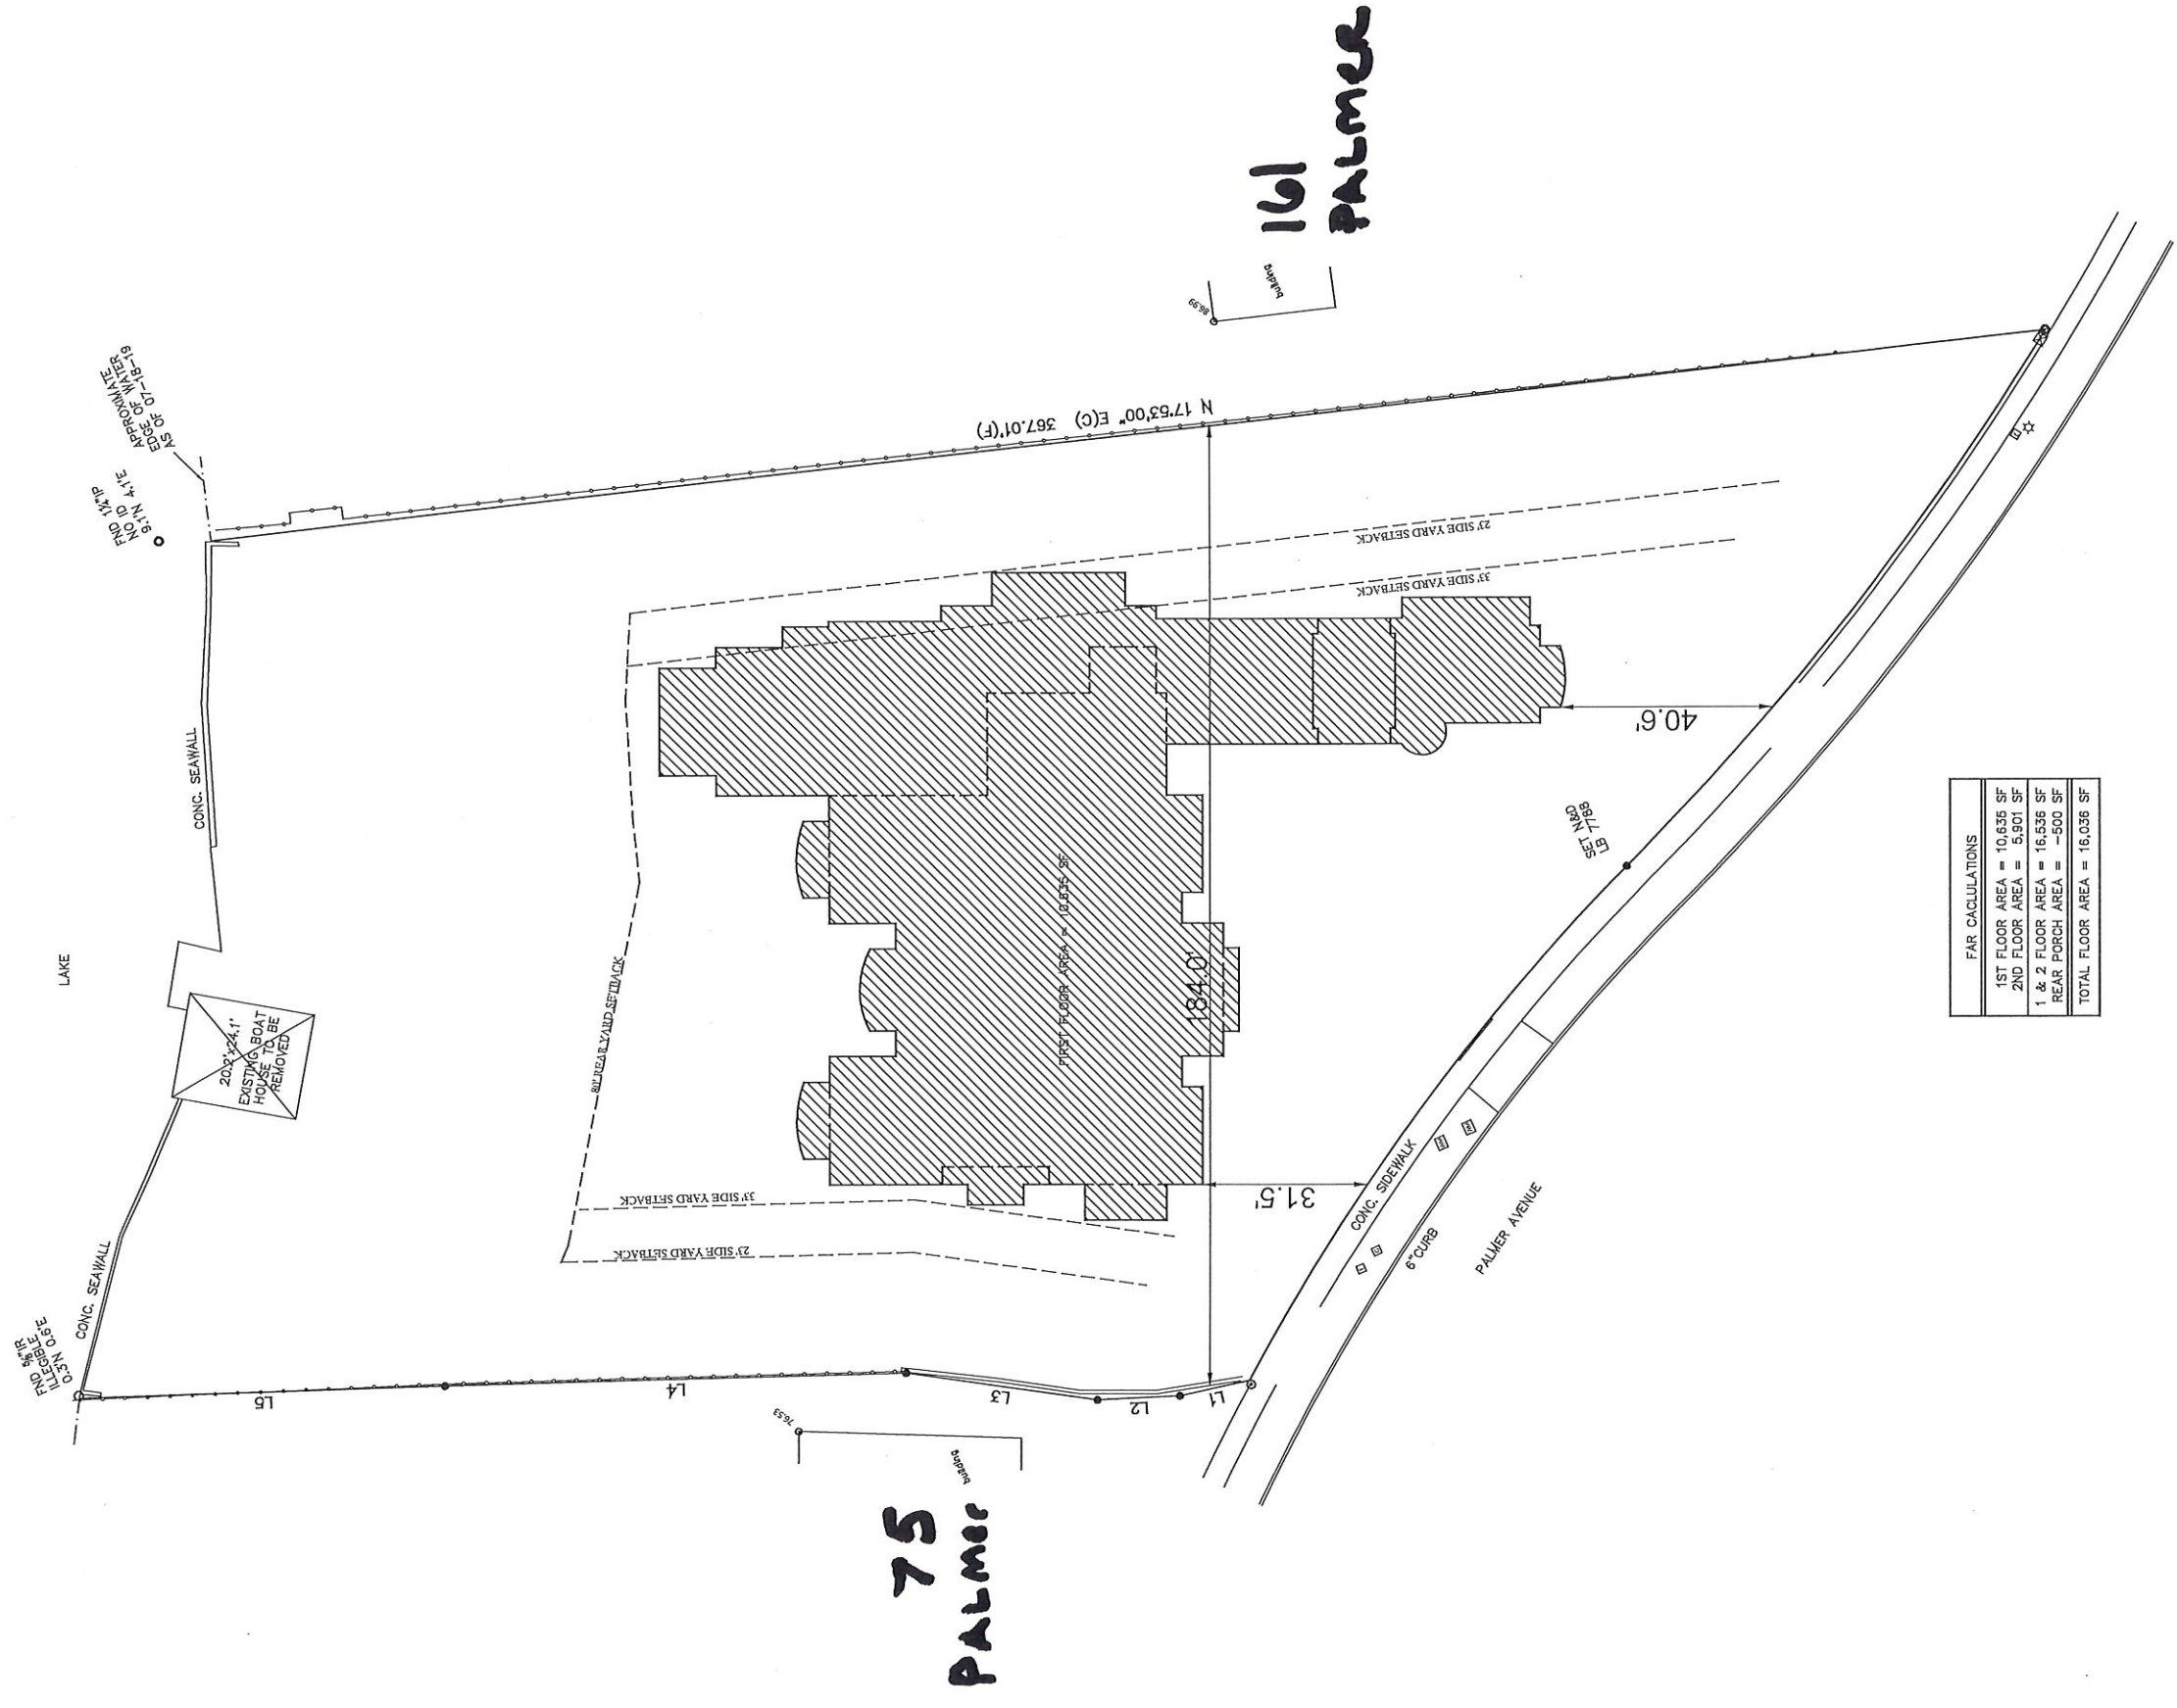 LAKE
FND ⅝"IR
ILLEGIBLE
0.3'N 0.6'E
CONC. SEAWALL
20.2'x24.1'
EXISTING BOAT
HOUSE TO BE
REMOVED
CONC. SEAWALL
FND 1¼"IP
NO ID
9.1'N 4.1'E
APPROXIMATE
EDGE OF WATER
AS OF 07-18-19
N 17°53'00" E(C) 367.01'(F)
86.99
building
161
PALMER
23' SIDE YARD SETBACK
33' SIDE YARD SETBACK
80' REAR YARD SETBACK
33' SIDE YARD SETBACK
23' SIDE YARD SETBACK
FIRST FLOOR AREA = 10,635 SF
184.0'
40.6'
31.5'
L5
L4
L3
L2
L1
76.53
building
75
PALMER
SET N&D
LB 7788
CONC. SIDEWALK
6"CURB
PALMER AVENUE
FAR CACLULATIONS
1ST FLOOR AREA = 10,635 SF
2ND FLOOR AREA = 5,901 SF
1 & 2 FLOOR AREA = 16,536 SF
REAR PORCH AREA = -500 SF
TOTAL FLOOR AREA = 16,036 SF